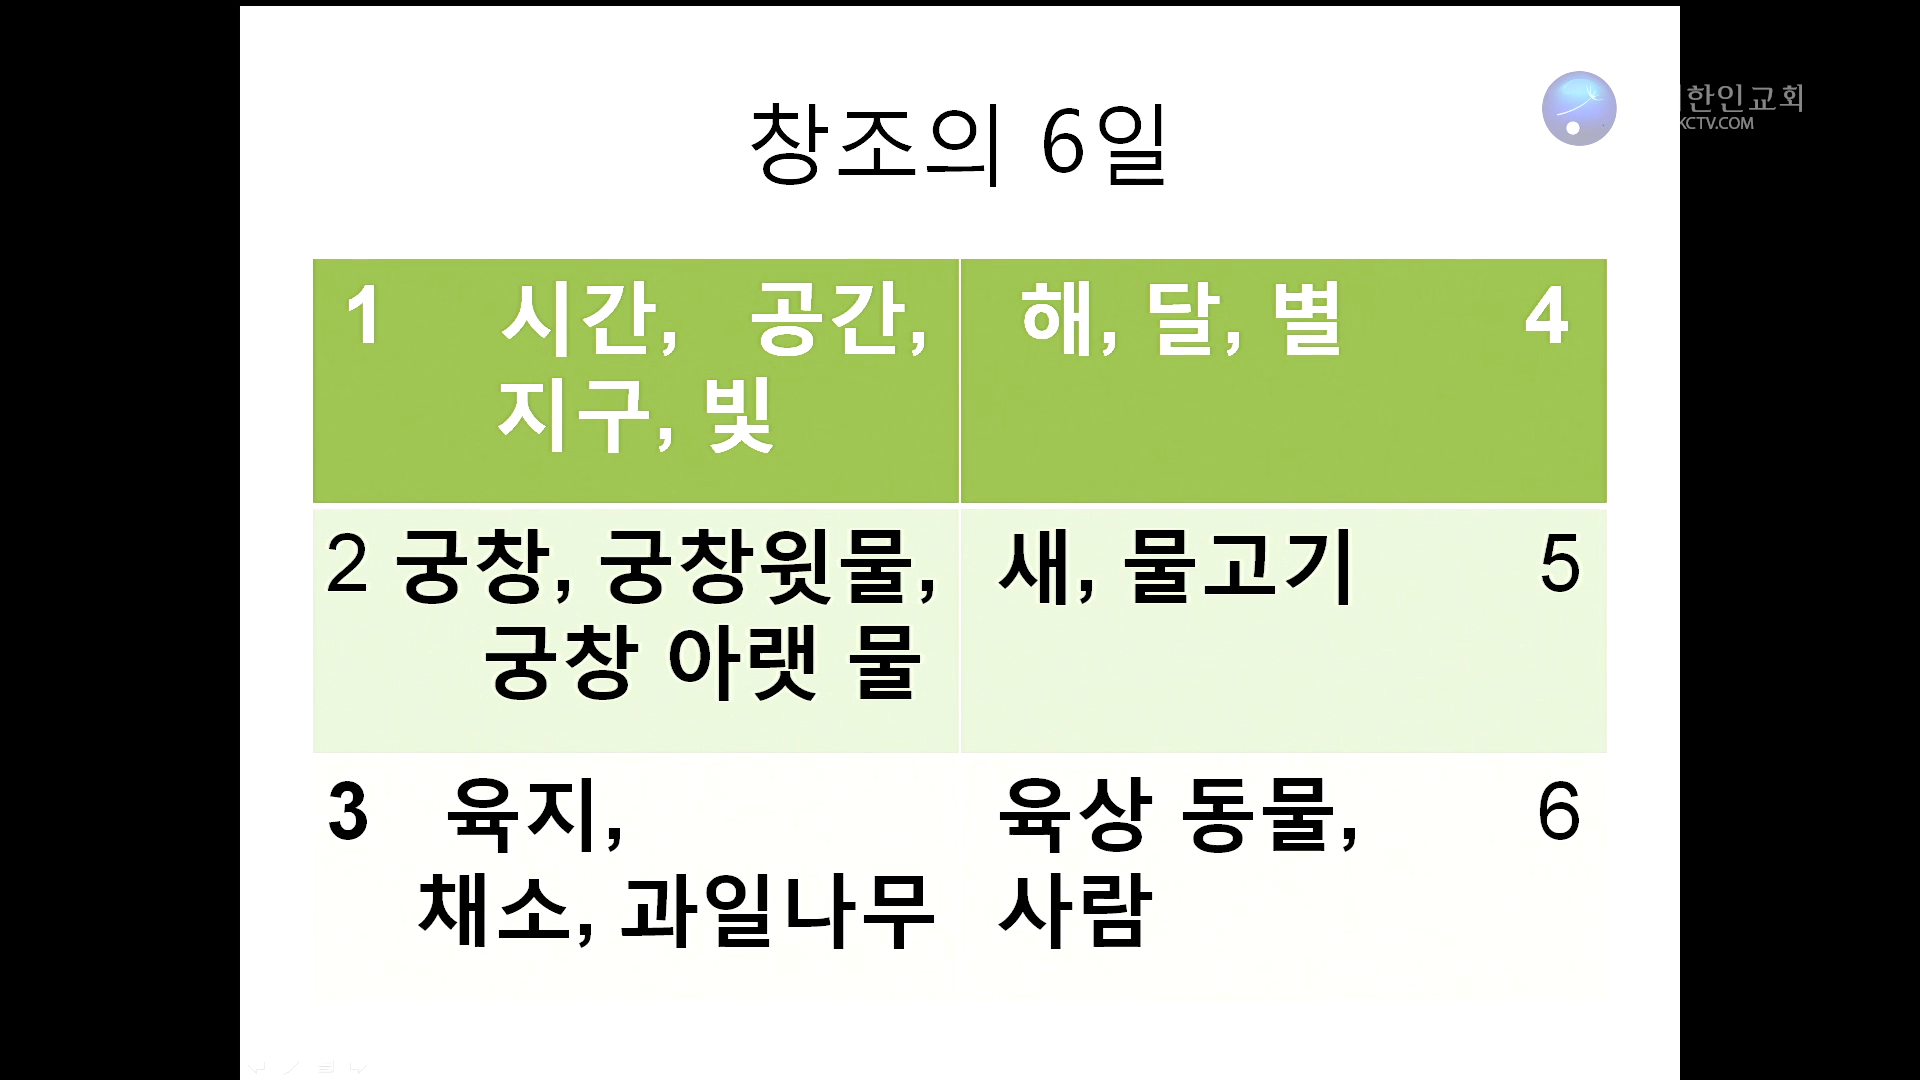 창조의 6일
한인교회
KCTV.COM
1 시간, 공간, 지구, 빛
해, 달, 별 4
2 궁창, 궁창윗물,
궁창 아랫 물
새, 물고기 5
3 육지,
채소, 과일나무
육상 동물, 6
사람